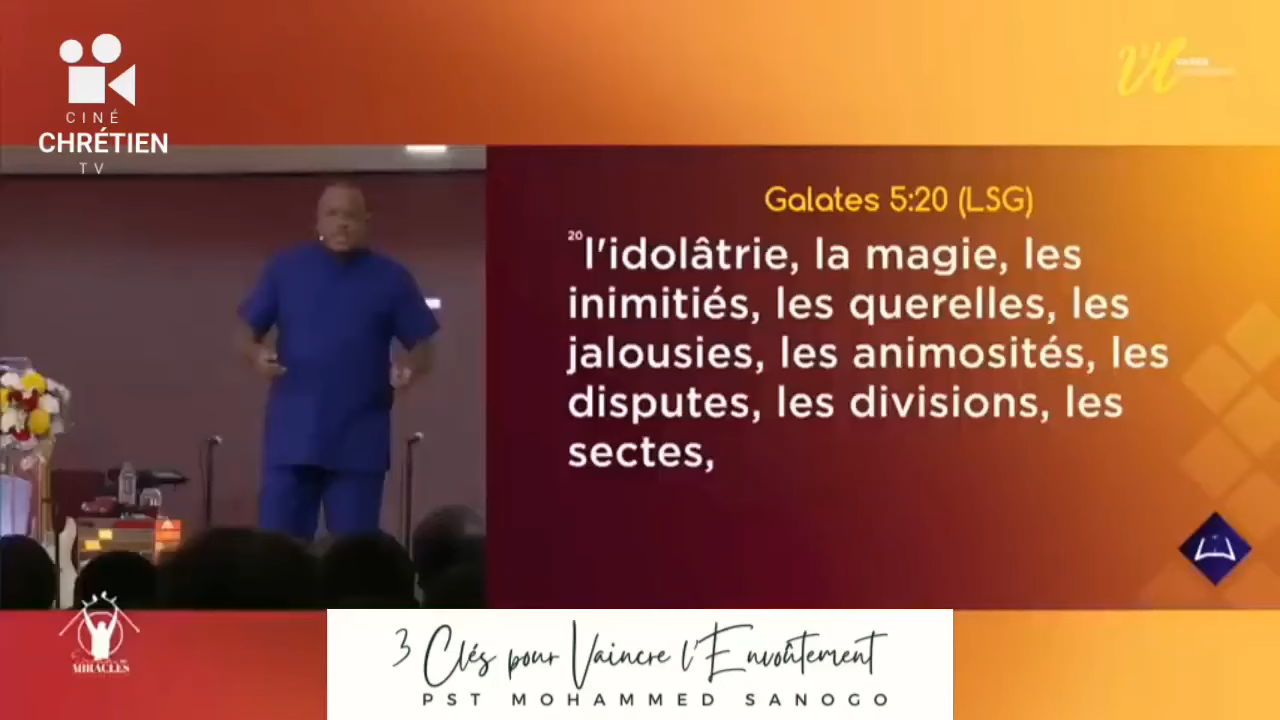 CINÉ
CHRÉTIEN
TV
Galates 5:20 (LSG)
20 l'idolâtrie, la magie, les
inimitiés, les querelles, les
jalousies, les animosités, les
disputes, les divisions, les
sectes,
MIRACLES
3 Clés pour Vaincre l'Envoûtement
PST MOHAMMED SANOGO